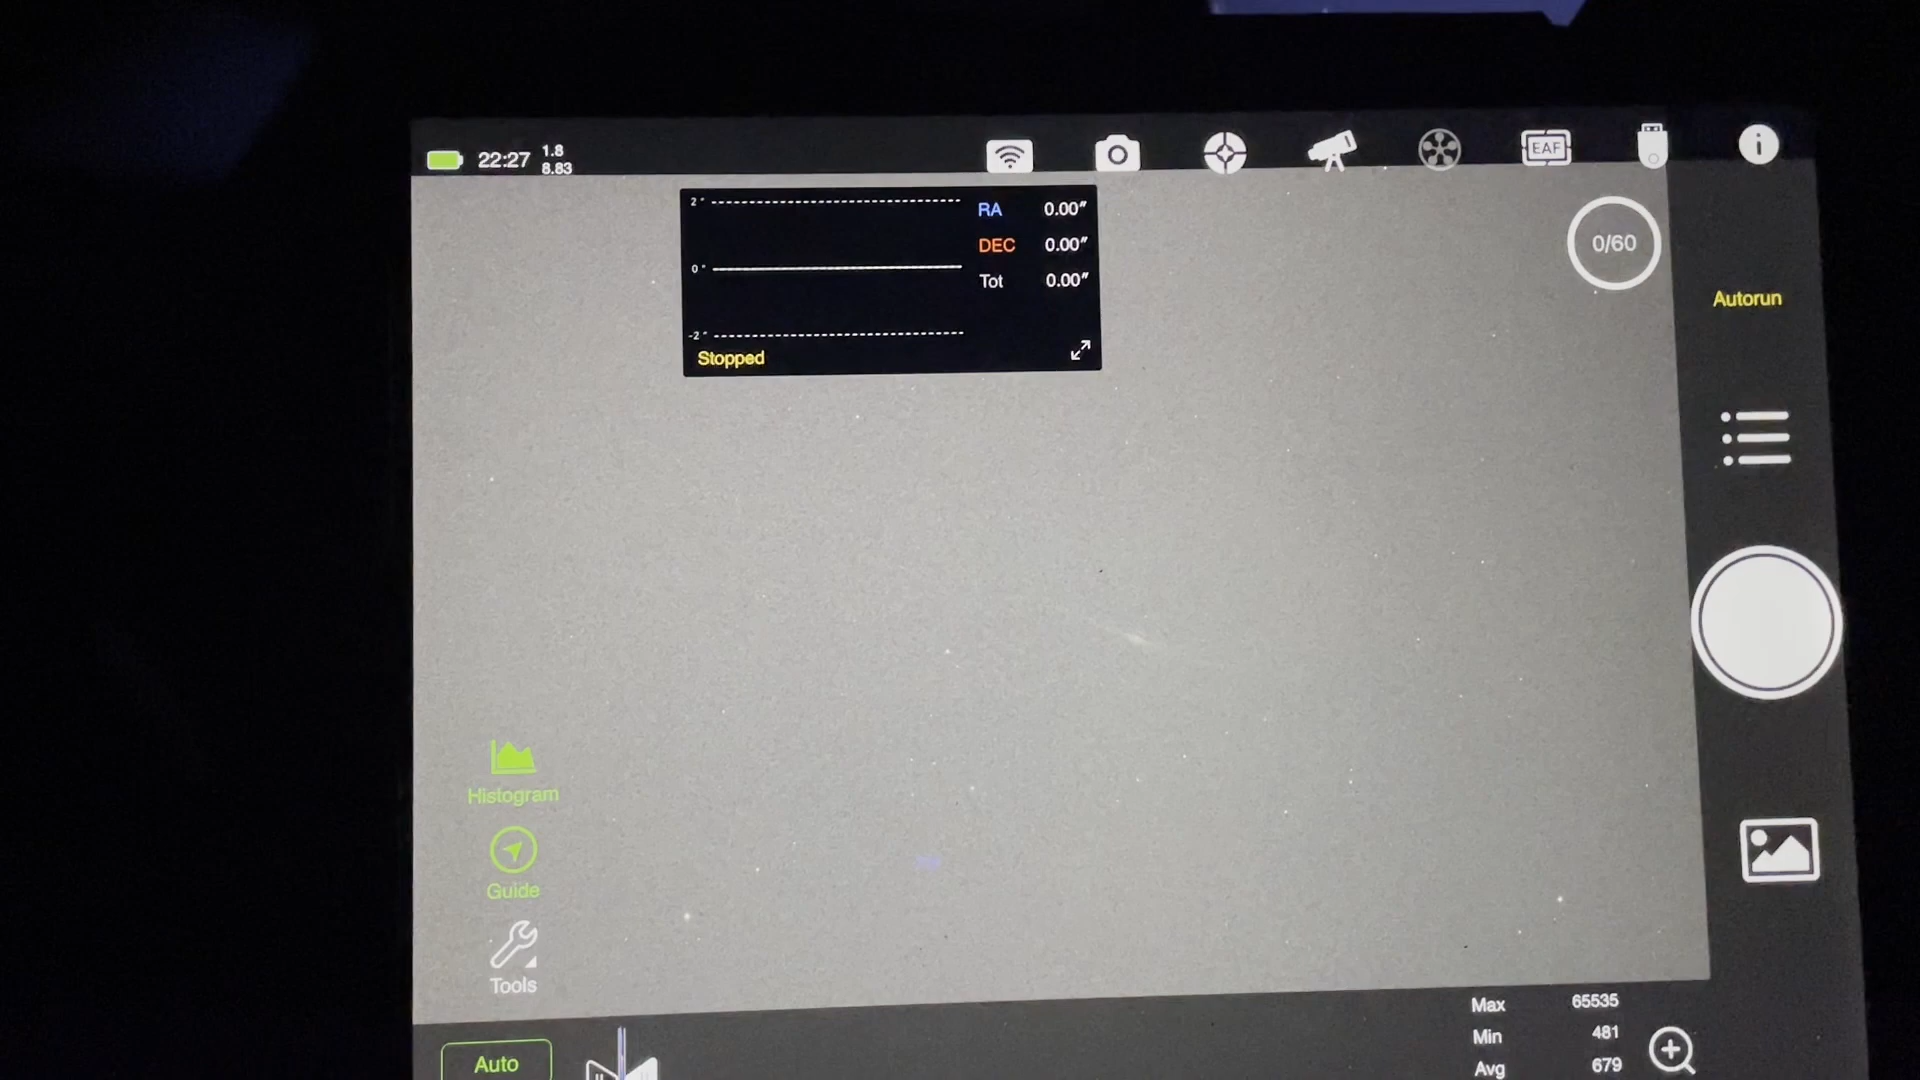 22:27
1.8
8.83
EAF
2"
RA 0.00"
0"
DEC 0.00"
Tot 0.00"
-2"
Stopped
0/60
Autorun
Histogram
Guide
Tools
Auto
Max 65535
Min 481
Avg 679